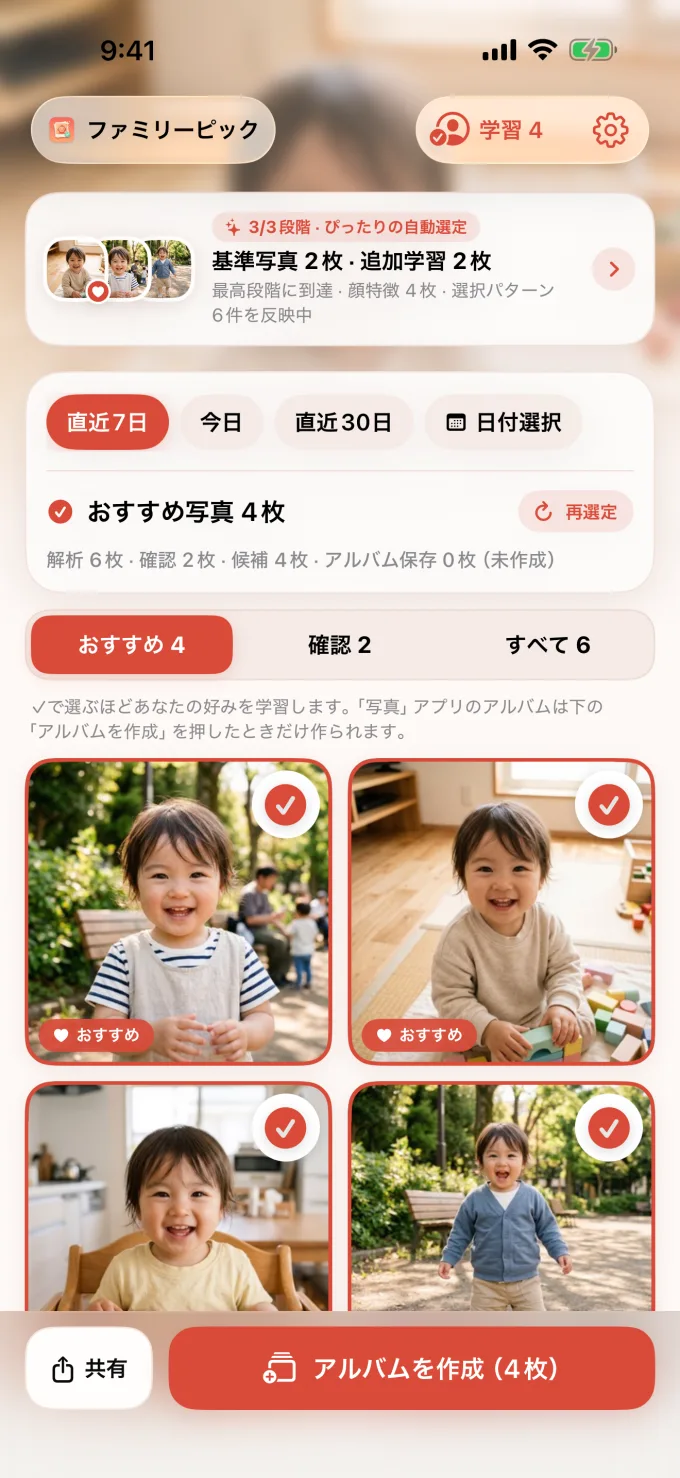 9:41
ファミリーピック
学習 4
3/3段階 · ぴったりの自動選定
基準写真 2枚 · 追加学習 2枚
最高段階に到達 · 顔特徴 4枚 · 選択パターン
6件を反映中
直近7日
今日
直近30日
日付選択
おすすめ写真 4枚
再選定
解析 6枚 · 確認 2枚 · 候補 4枚 · アルバム保存 0枚（未作成）
おすすめ 4
確認 2
すべて 6
✓で選ぶほどあなたの好みを学習します。「写真」アプリのアルバムは下の
「アルバムを作成」を押したときだけ作られます。
おすすめ
おすすめ
共有
アルバムを作成（4枚）